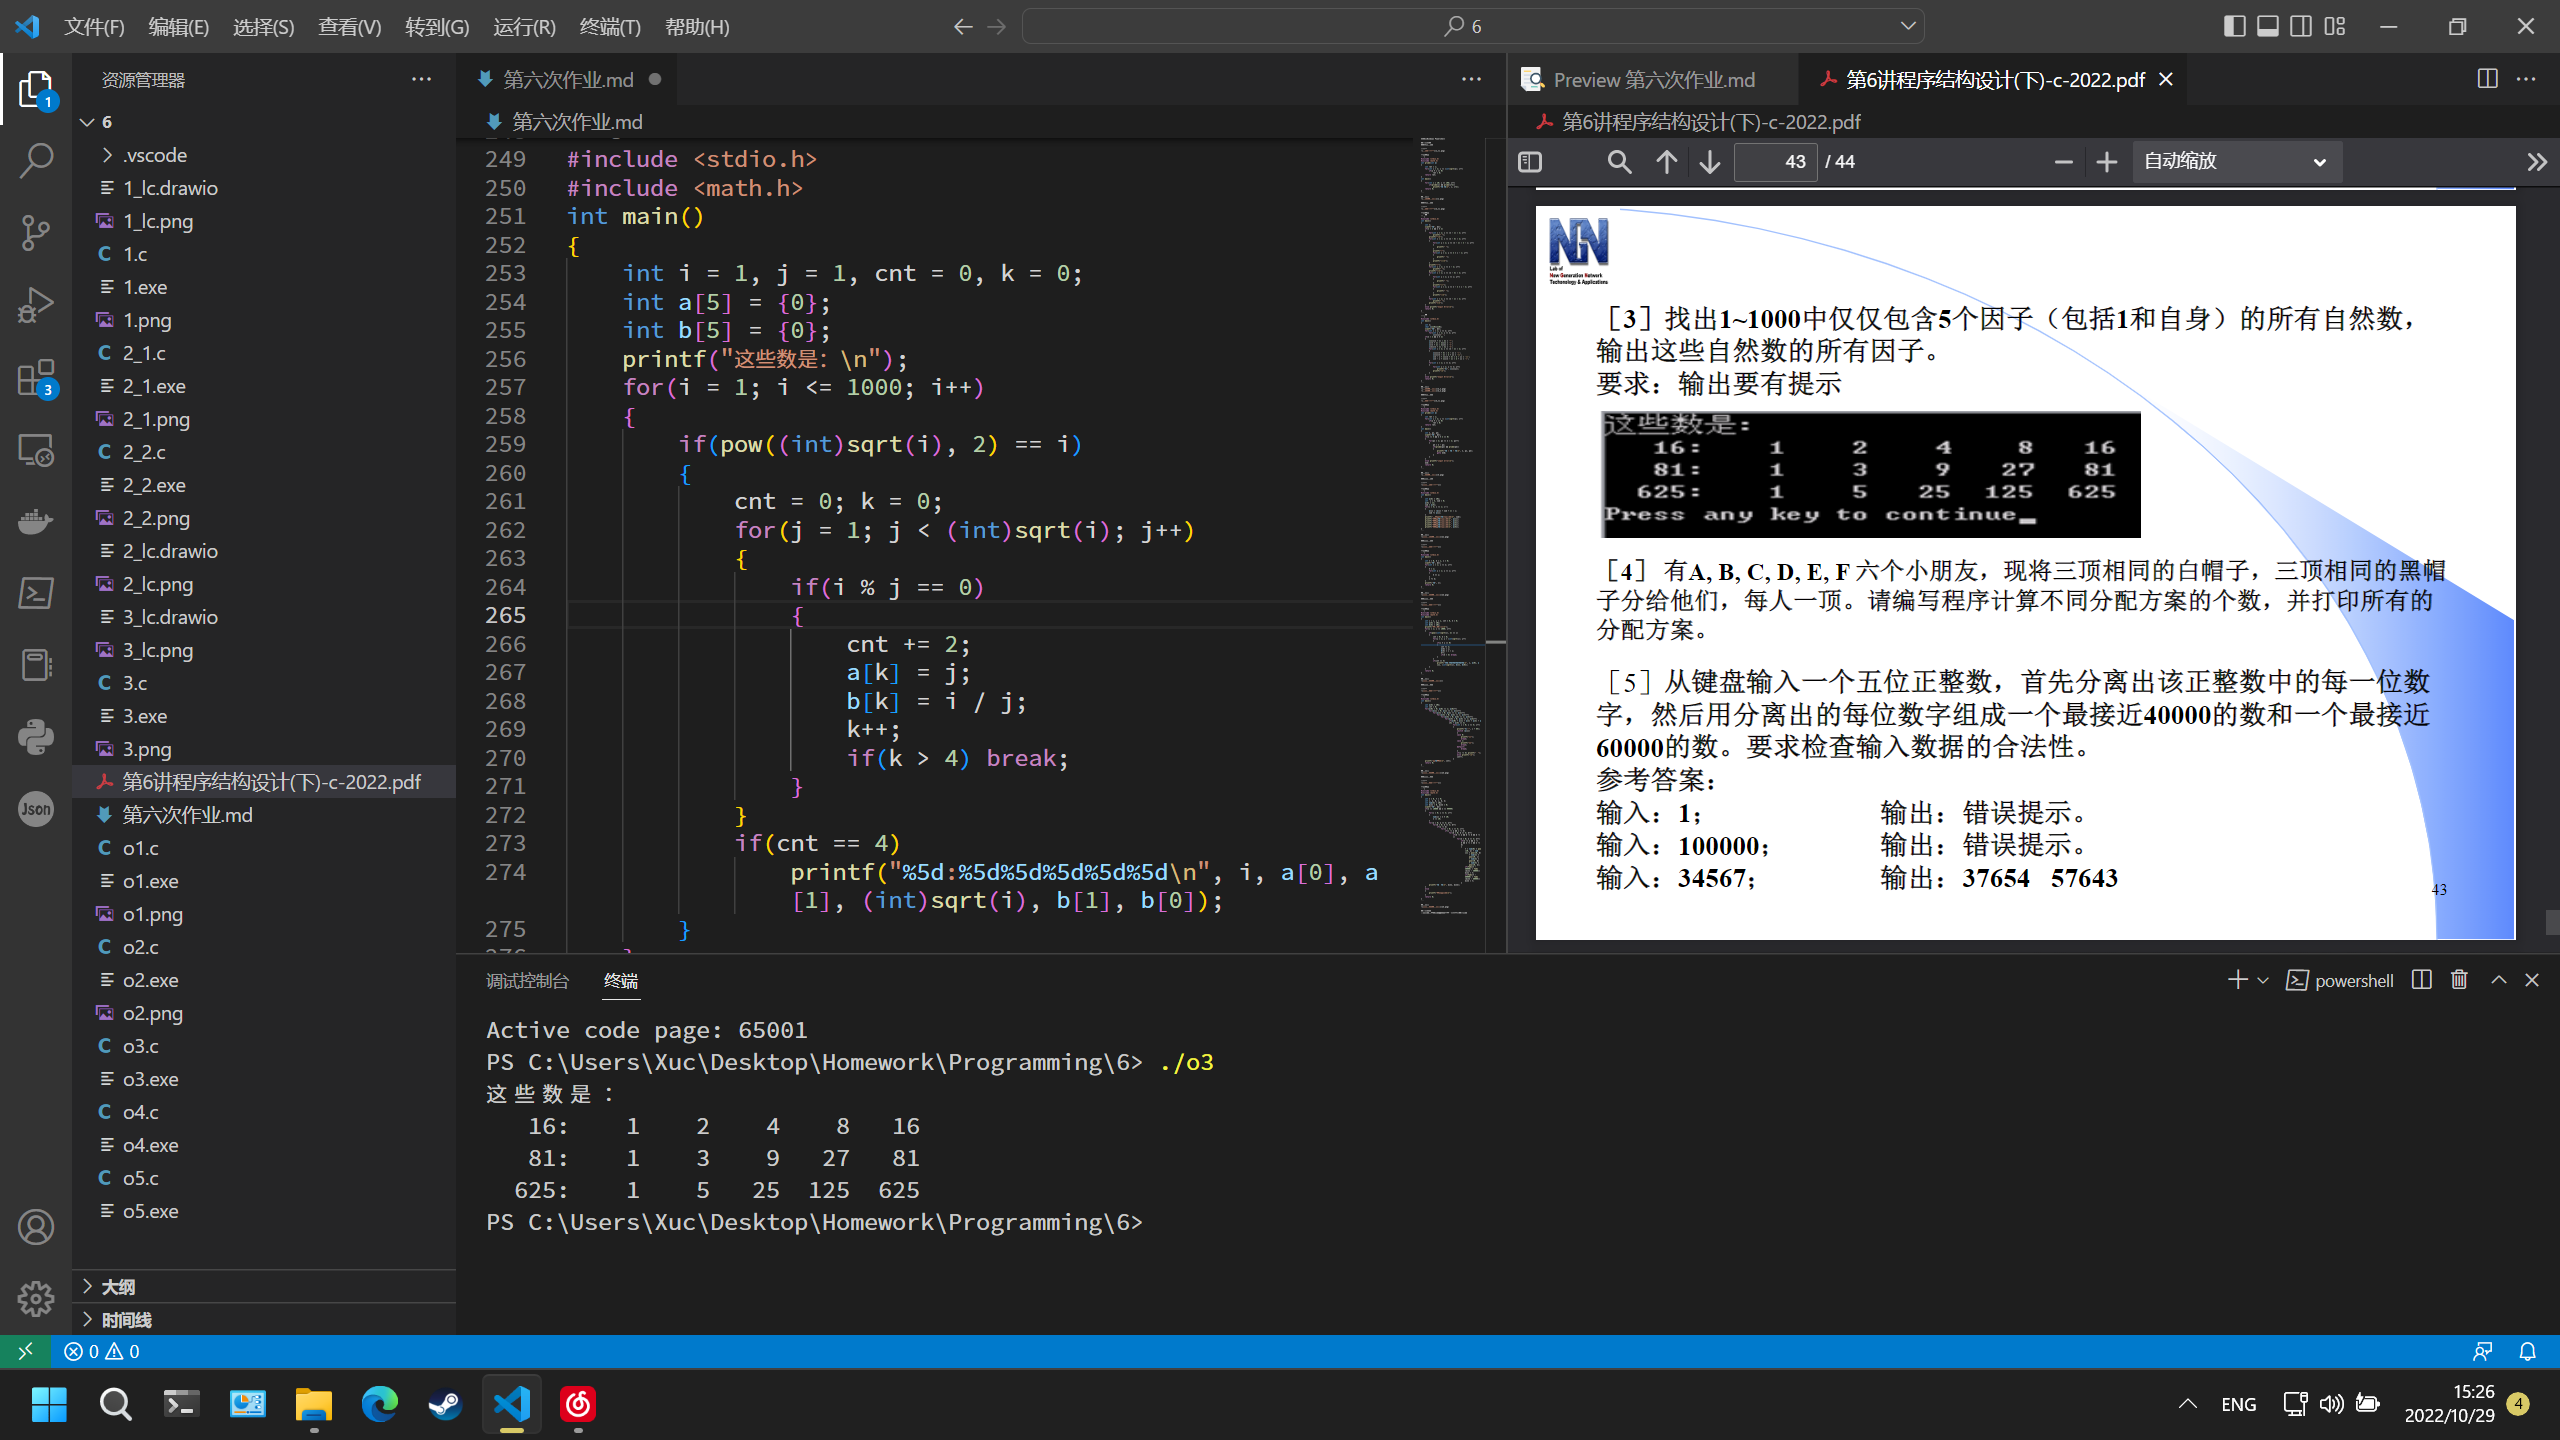 文件(F) 编辑(E) 选择(S) 查看(V) 转到(G) 运行(R) 终端(T) 帮助(H)
6
资源管理器
6
.vscode
1_lc.drawio
1_lc.png
1.c
1.exe
1.png
2_1.c
2_1.exe
2_1.png
2_2.c
2_2.exe
2_2.png
2_lc.drawio
2_lc.png
3_lc.drawio
3_lc.png
3.c
3.exe
3.png
第6讲程序结构设计(下)-c-2022.pdf
第六次作业.md
o1.c
o1.exe
o1.png
o2.c
o2.exe
o2.png
o3.c
o3.exe
o4.c
o4.exe
o5.c
o5.exe
大纲
时间线
1
3
Json
第六次作业.md
第六次作业.md
249 #include <stdio.h>
250 #include <math.h>
251 int main()
252 {
253 int i = 1, j = 1, cnt = 0, k = 0;
254 int a[5] = {0};
255 int b[5] = {0};
256 printf("这些数是：\n");
257 for(i = 1; i <= 1000; i++)
258 {
259 if(pow((int)sqrt(i), 2) == i)
260 {
261 cnt = 0; k = 0;
262 for(j = 1; j < (int)sqrt(i); j++)
263 {
264 if(i % j == 0)
265 {
266 cnt += 2;
267 a[k] = j;
268 b[k] = i / j;
269 k++;
270 if(k > 4) break;
271 }
272 }
273 if(cnt == 4)
274 printf("%5d:%5d%5d%5d%5d%5d\n", i, a[0], a
[1], (int)sqrt(i), b[1], b[0]);
275 }
Preview 第六次作业.md
第6讲程序结构设计(下)-c-2022.pdf
第6讲程序结构设计(下)-c-2022.pdf
43 / 44
自动缩放
Lab of
New Generation Network
Technology & Applications
［3］找出1~1000中仅仅包含5个因子（包括1和自身）的所有自然数，
输出这些自然数的所有因子。
要求：输出要有提示
这些数是：
16: 1 2 4 8 16
81: 1 3 9 27 81
625: 1 5 25 125 625
Press any key to continue_
［4］有A, B, C, D, E, F 六个小朋友，现将三顶相同的白帽子，三顶相同的黑帽
子分给他们，每人一顶。请编写程序计算不同分配方案的个数，并打印所有的
分配方案。
［5］从键盘输入一个五位正整数，首先分离出该正整数中的每一位数
字，然后用分离出的每位数字组成一个最接近40000的数和一个最接近
60000的数。要求检查输入数据的合法性。
参考答案：
输入：1； 输出：错误提示。
输入：100000； 输出：错误提示。
输入：34567； 输出：37654 57643
43
调试控制台 终端
powershell
Active code page: 65001
PS C:\Users\Xuc\Desktop\Homework\Programming\6> ./o3
这些数是：
16: 1 2 4 8 16
81: 1 3 9 27 81
625: 1 5 25 125 625
PS C:\Users\Xuc\Desktop\Homework\Programming\6>
0 0
ENG
15:26
2022/10/29
4